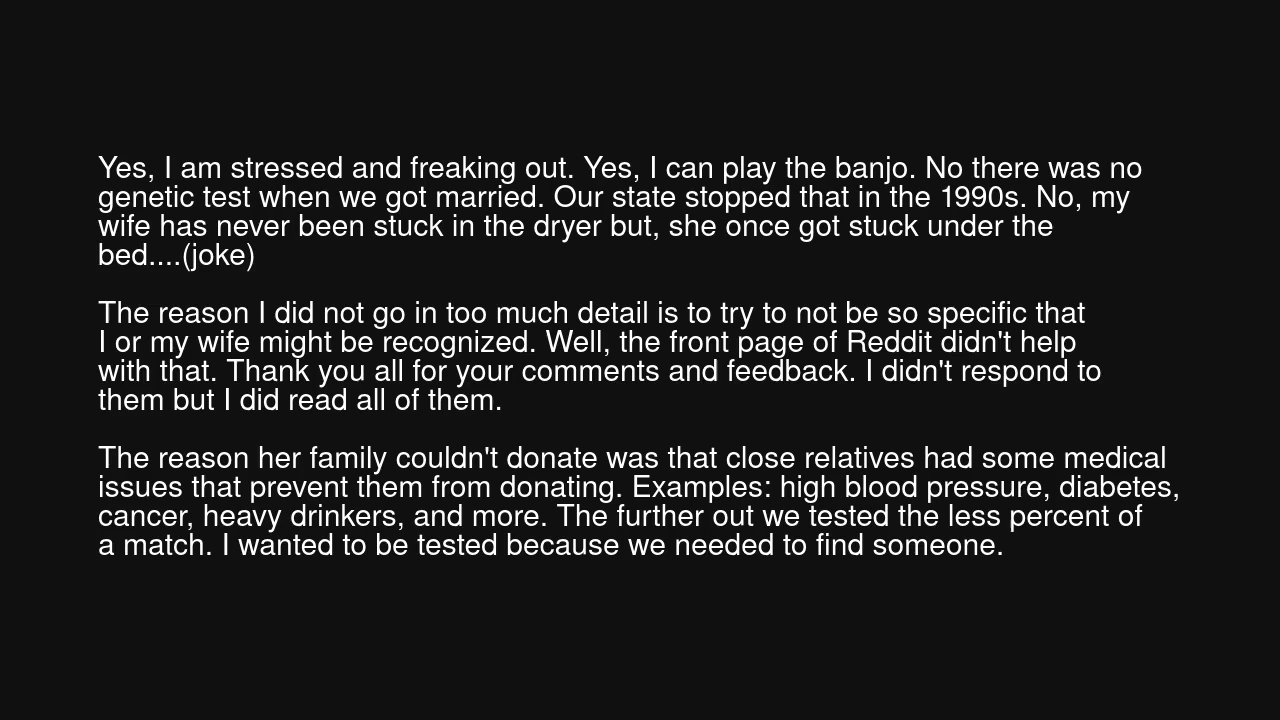 Yes, I am stressed and freaking out. Yes, I can play the banjo. No there was no
genetic test when we got married. Our state stopped that in the 1990s. No, my
wife has never been stuck in the dryer but, she once got stuck under the
bed....(joke)
The reason I did not go in too much detail is to try to not be so specific that
I or my wife might be recognized. Well, the front page of Reddit didn't help
with that. Thank you all for your comments and feedback. I didn't respond to
them but I did read all of them.
The reason her family couldn't donate was that close relatives had some medical
issues that prevent them from donating. Examples: high blood pressure, diabetes,
cancer, heavy drinkers, and more. The further out we tested the less percent of
a match. I wanted to be tested because we needed to find someone.